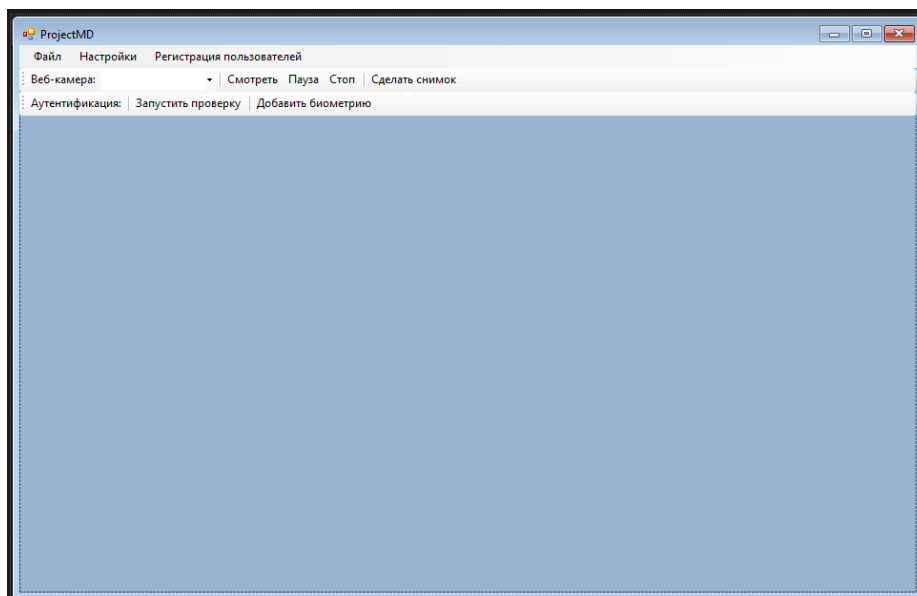 ProjectMD
Файл Настройки Регистрация пользователей
Веб-камера: Смотреть Пауза Стоп Сделать снимок
Аутентификация: Запустить проверку Добавить биометрию